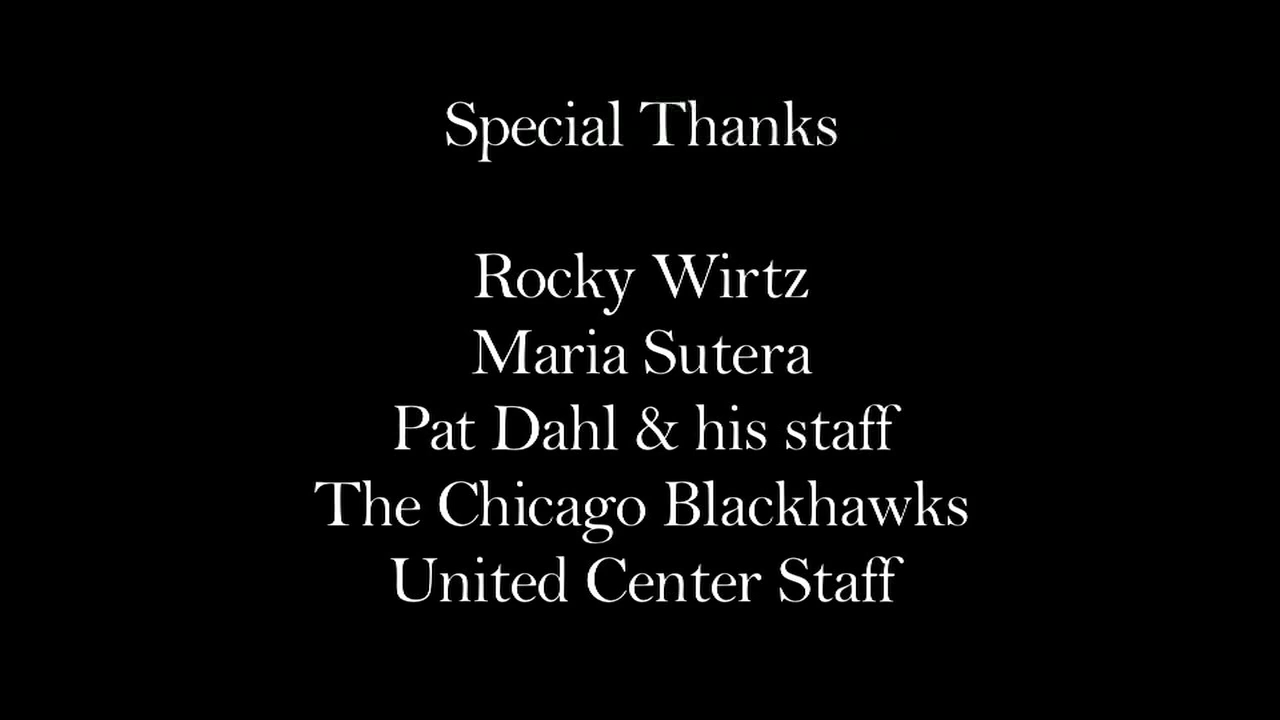 Special Thanks
Rocky Wirtz
Maria Sutera
Pat Dahl & his staff
The Chicago Blackhawks
United Center Staff